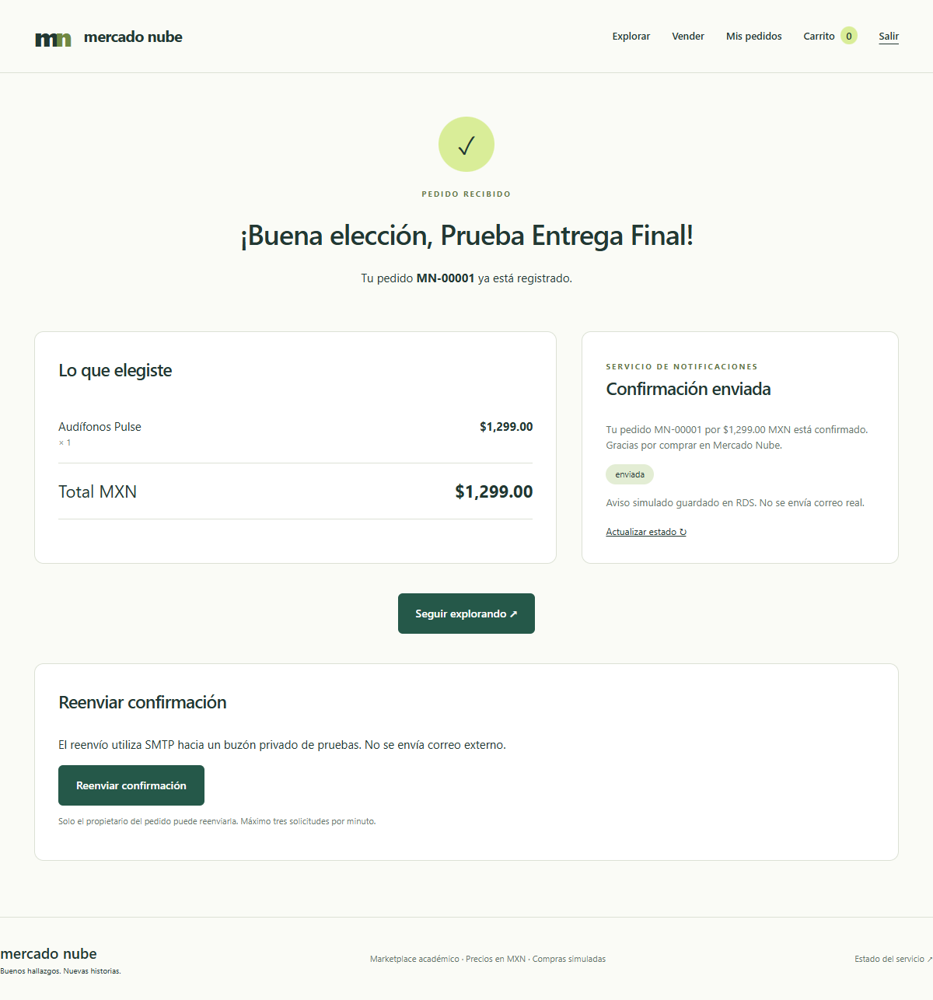 mn mercado nube
Explorar Vender Mis pedidos Carrito 0 Salir
✓
PEDIDO RECIBIDO
¡Buena elección, Prueba Entrega Final!
Tu pedido MN-00001 ya está registrado.
Lo que elegiste
Audífonos Pulse $1,299.00
× 1
Total MXN $1,299.00
SERVICIO DE NOTIFICACIONES
Confirmación enviada
Tu pedido MN-00001 por $1,299.00 MXN está confirmado.
Gracias por comprar en Mercado Nube.
enviada
Aviso simulado guardado en RDS. No se envía correo real.
Actualizar estado ↻
Seguir explorando ↗
Reenviar confirmación
El reenvío utiliza SMTP hacia un buzón privado de pruebas. No se envía correo externo.
Reenviar confirmación
Solo el propietario del pedido puede reenviarla. Máximo tres solicitudes por minuto.
mercado nube
Buenos hallazgos. Nuevas historias.
Marketplace académico · Precios en MXN · Compras simuladas
Estado del servicio ↗